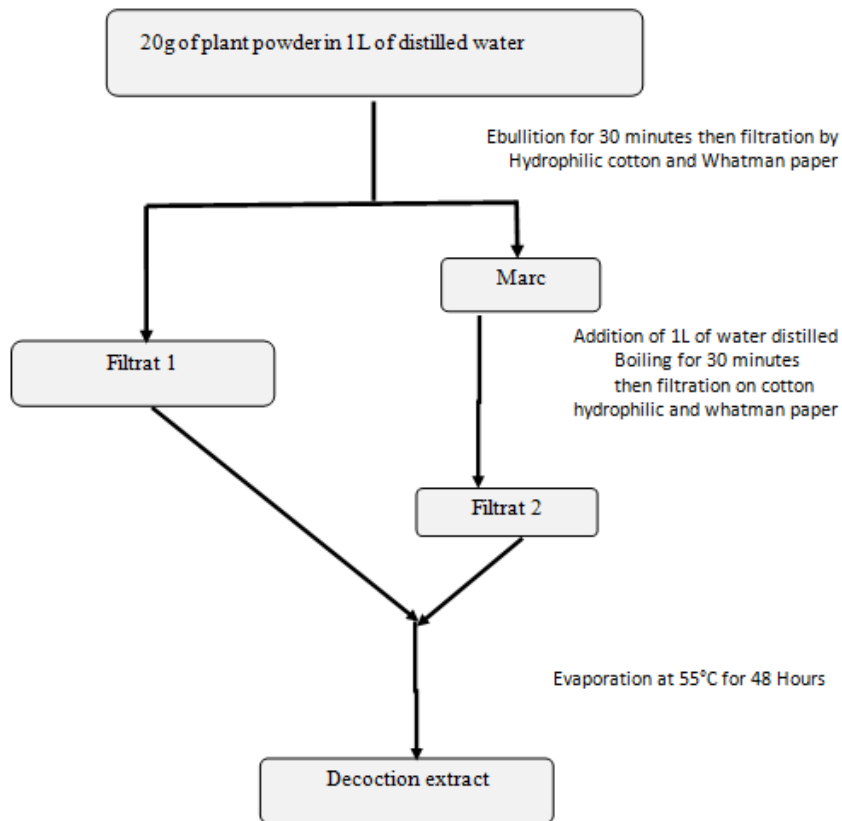 20g of plant powder in 1L of distilled water
Ebullition for 30 minutes then filtration by
Hydrophilic cotton and Whatman paper
Marc
Filtrat 1
Addition of 1L of water distilled
Boiling for 30 minutes
then filtration on cotton
hydrophilic and whatman paper
Filtrat 2
Evaporation at 55°C for 48 Hours
Decoction extract